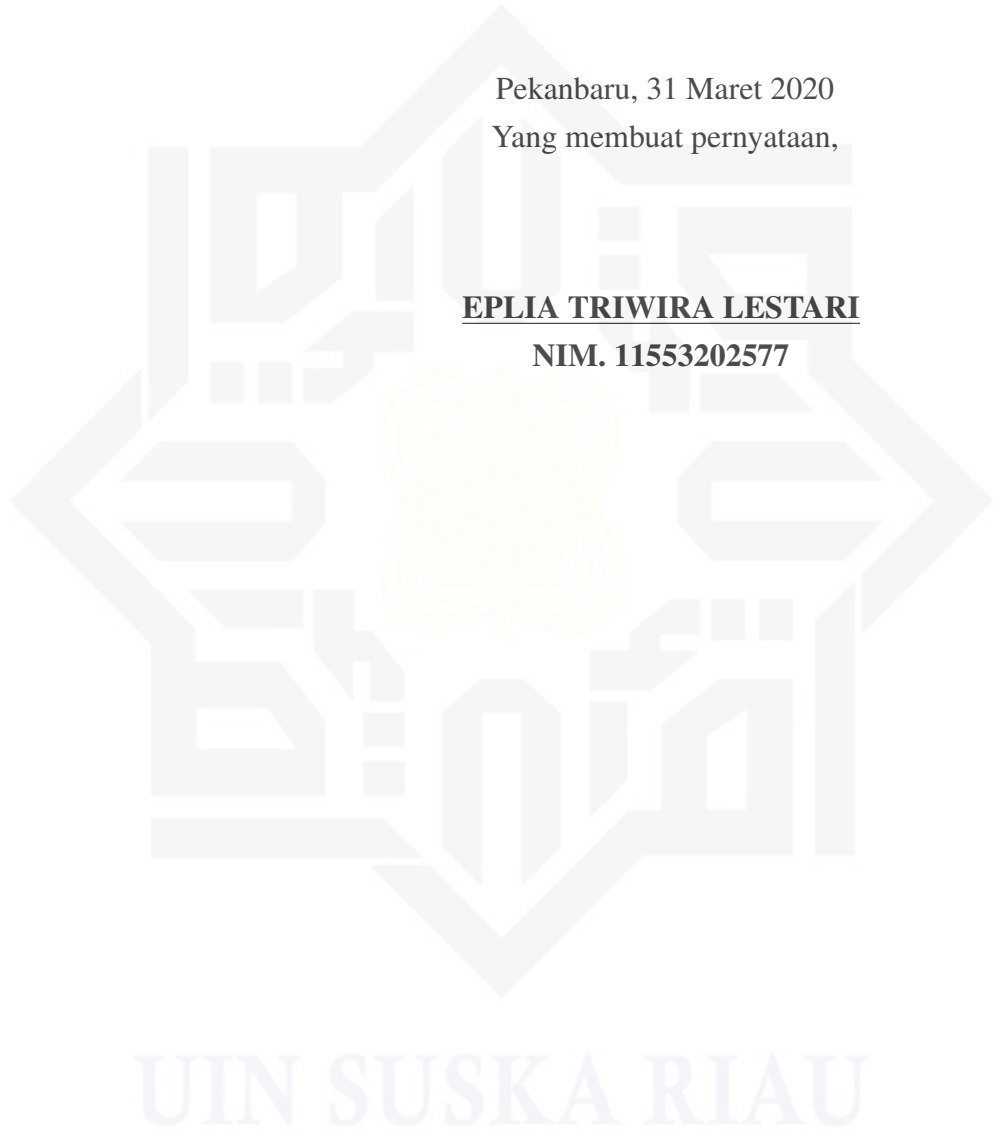 Pekanbaru, 31 Maret 2020
Yang membuat pernyataan,
EPLIA TRIWIRA LESTARI
NIM. 11553202577
UIN SUSKA RIAU